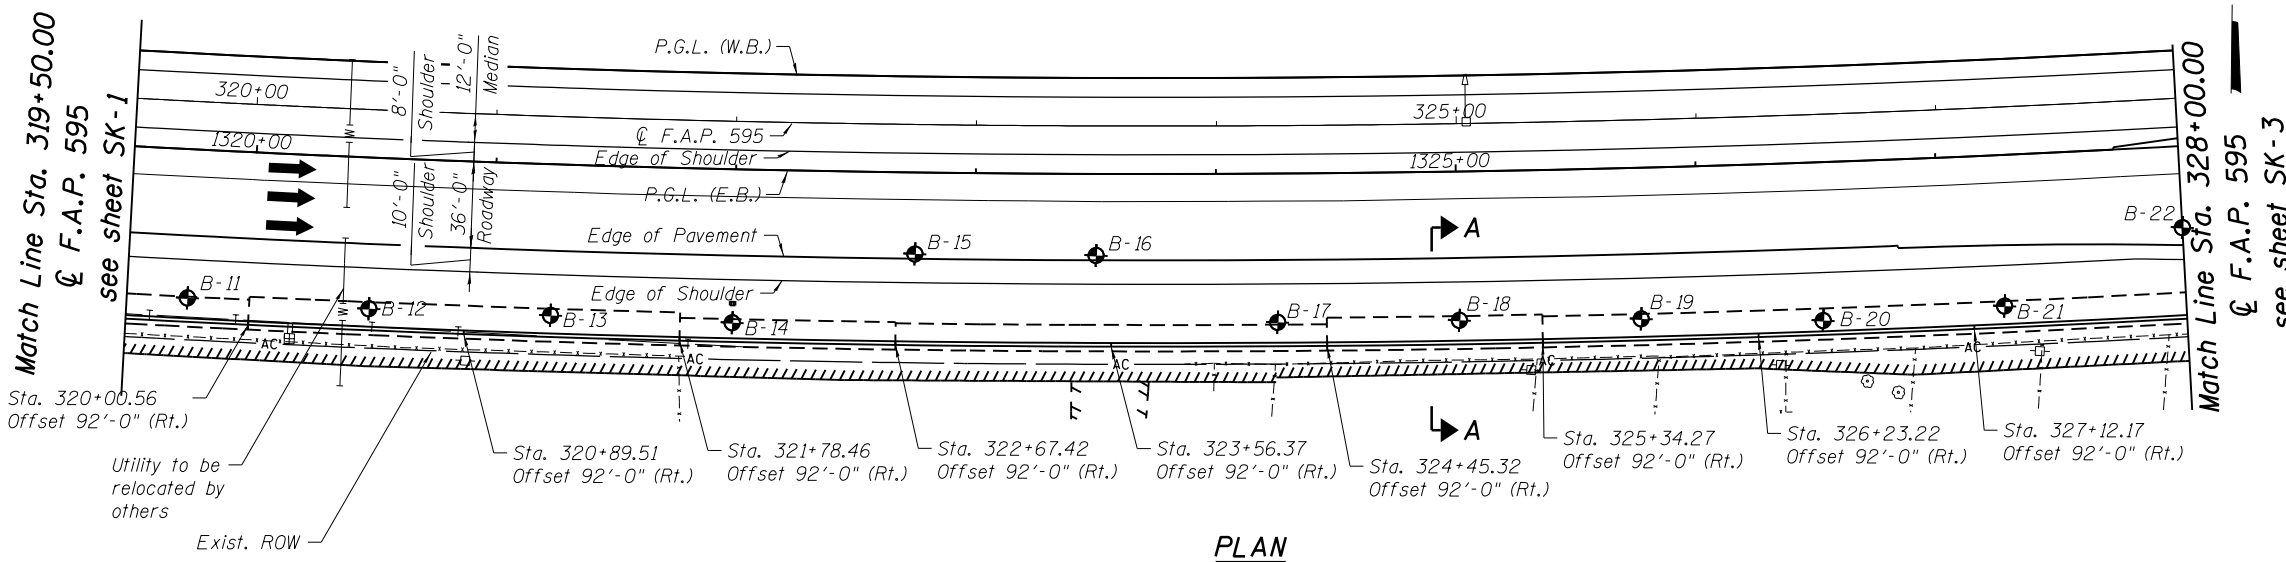 Match Line Sta. 319+50.00
℄ F.A.P. 595
see sheet SK-1
320+00
1320+00
8'-0"
Shoulder
12'-0"
Median
10'-0"
Shoulder
36'-0"
Roadway
W
W
P.G.L. (W.B.)
℄ F.A.P. 595
Edge of Shoulder
P.G.L. (E.B.)
Edge of Pavement
Edge of Shoulder
325+00
1325+00
A
A
B-11
B-12
B-13
B-14
B-15
B-16
B-17
B-18
B-19
B-20
B-21
B-22
AC
AC
AC
AC
AC
Sta. 320+00.56
Offset 92'-0" (Rt.)
Utility to be
relocated by
others
Exist. ROW
Sta. 320+89.51
Offset 92'-0" (Rt.)
Sta. 321+78.46
Offset 92'-0" (Rt.)
Sta. 322+67.42
Offset 92'-0" (Rt.)
Sta. 323+56.37
Offset 92'-0" (Rt.)
Sta. 324+45.32
Offset 92'-0" (Rt.)
Sta. 325+34.27
Offset 92'-0" (Rt.)
Sta. 326+23.22
Offset 92'-0" (Rt.)
Sta. 327+12.17
Offset 92'-0" (Rt.)
Match Line Sta. 328+00.00
℄ F.A.P. 595
see sheet SK-3
PLAN